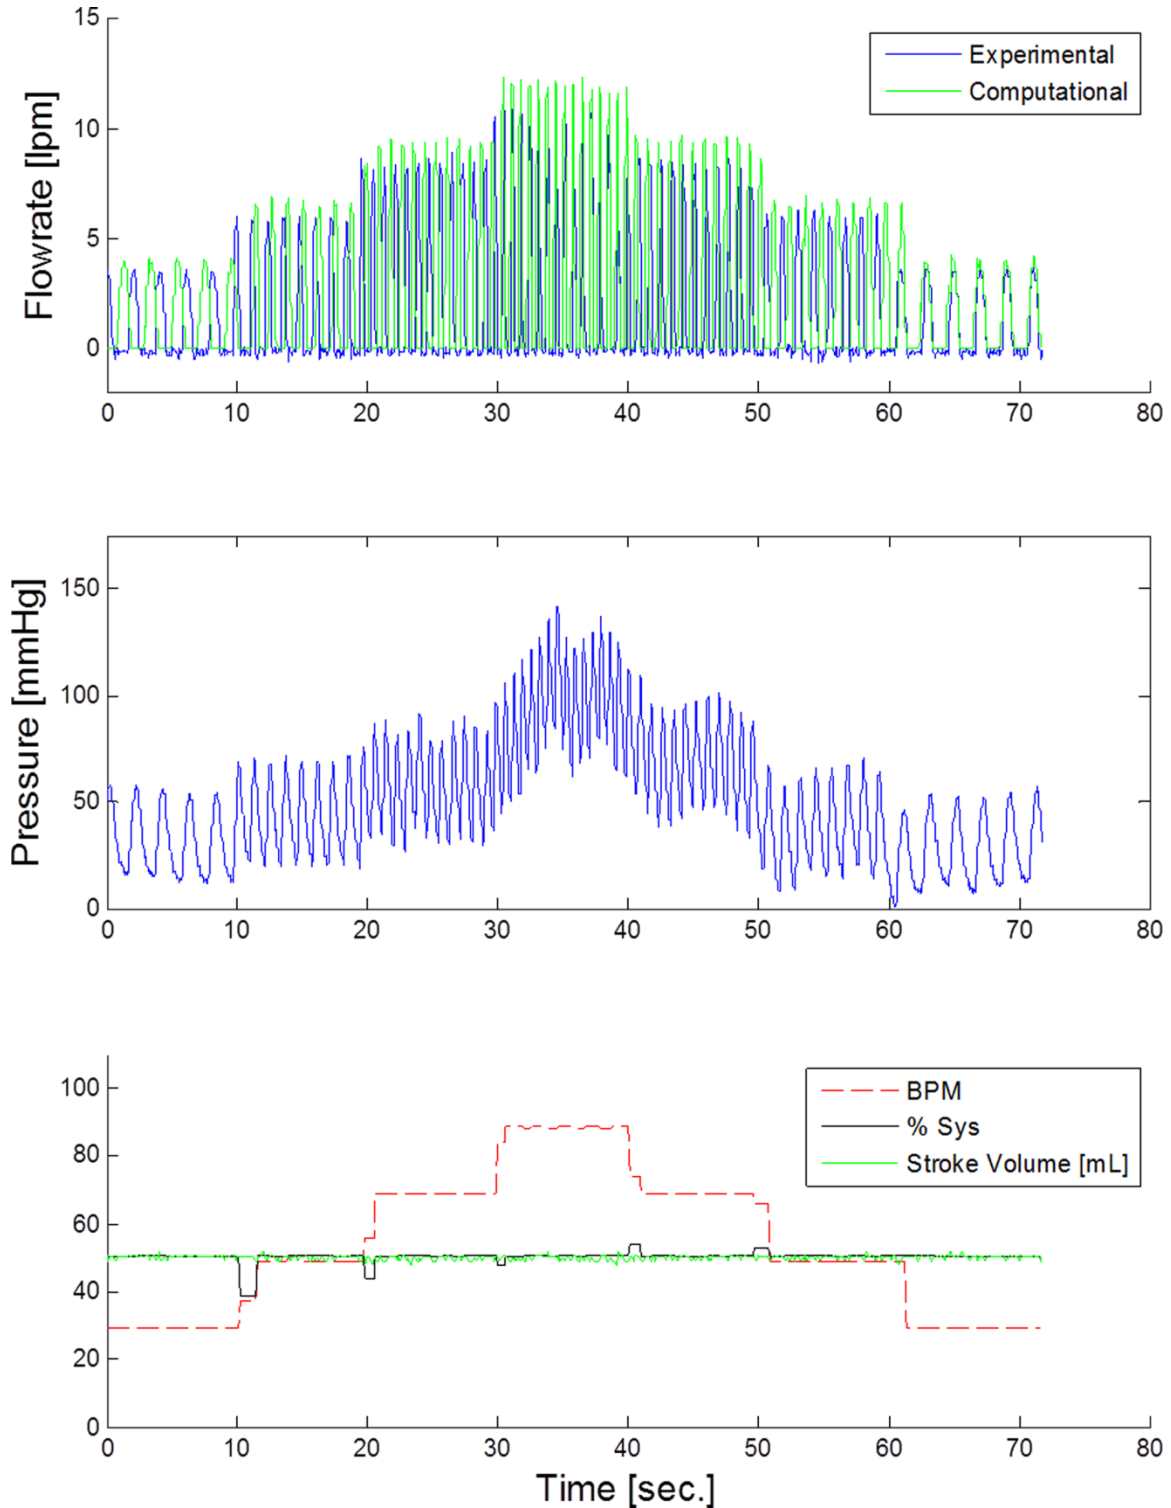 15
10
5
0
Flowrate [lpm]
Experimental
Computational
0 10 20 30 40 50 60 70 80
150
100
50
0
Pressure [mmHg]
0 10 20 30 40 50 60 70 80
100
80
60
40
20
0
BPM
% Sys
Stroke Volume [mL]
0 10 20 30 40 50 60 70 80
Time [sec.]